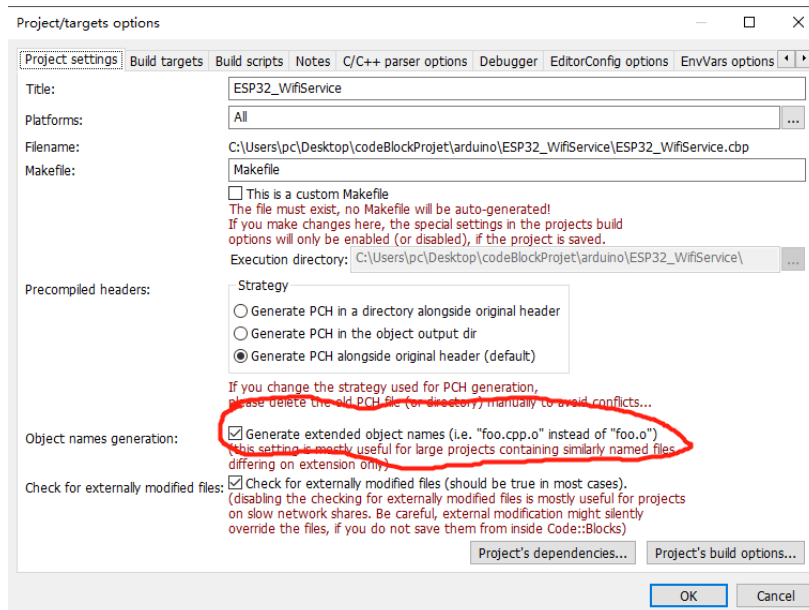 Project/targets options
Project settings Build targets Build scripts Notes C/C++ parser options Debugger EditorConfig options EnvVars options
Title: ESP32_WifiService
Platforms: All ...
Filename: C:\Users\pc\Desktop\codeBlockProjet\arduino\ESP32_WifiService\ESP32_WifiService.cbp
Makefile: Makefile
This is a custom Makefile
The file must exist, no Makefile will be auto-generated!
If you make changes here, the special settings in the projects build
options will only be enabled (or disabled), if the project is saved.
Execution directory: C:\Users\pc\Desktop\codeBlockProjet\arduino\ESP32_WifiService\ ...
Precompiled headers: Strategy
Generate PCH in a directory alongside original header
Generate PCH in the object output dir
Generate PCH alongside original header (default)
If you change the strategy used for PCH generation,
please delete the old PCH file (or directory) manually to avoid conflicts...
Object names generation: Generate extended object names (i.e. "foo.cpp.o" instead of "foo.o")
(this setting is mostly useful for large projects containing similarly named files
differing on extension only)
Check for externally modified files: Check for externally modified files (should be true in most cases).
(disabling the checking for externally modified files is mostly useful for projects
on slow network shares. Be careful, external modification might silently
override the files, if you do not save them from inside Code::Blocks)
Project's dependencies... Project's build options...
OK Cancel